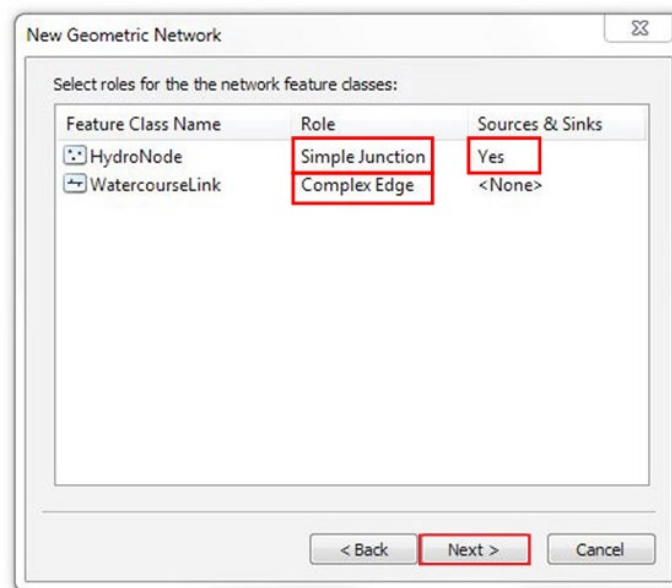 New Geometric Network
Select roles for the the network feature classes:
Feature Class Name Role Sources & Sinks
HydroNode Simple Junction Yes
WatercourseLink Complex Edge <None>
< Back Next > Cancel